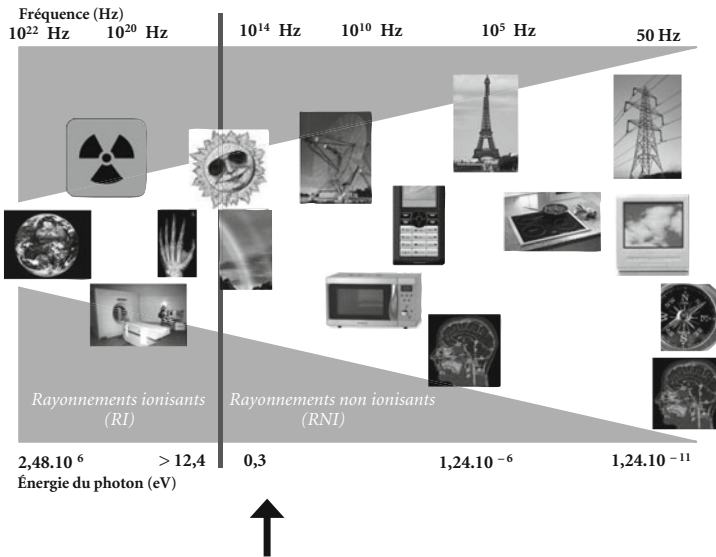 Fréquence (Hz)
10²² Hz 10²⁰ Hz 10¹⁴ Hz 10¹⁰ Hz 10⁵ Hz 50 Hz
Rayonnements ionisants
(RI)
Rayonnements non ionisants
(RNI)
2,48.10 ⁶ > 12,4 0,3 1,24.10 ⁻⁶ 1,24.10 ⁻¹¹
Énergie du photon (eV)